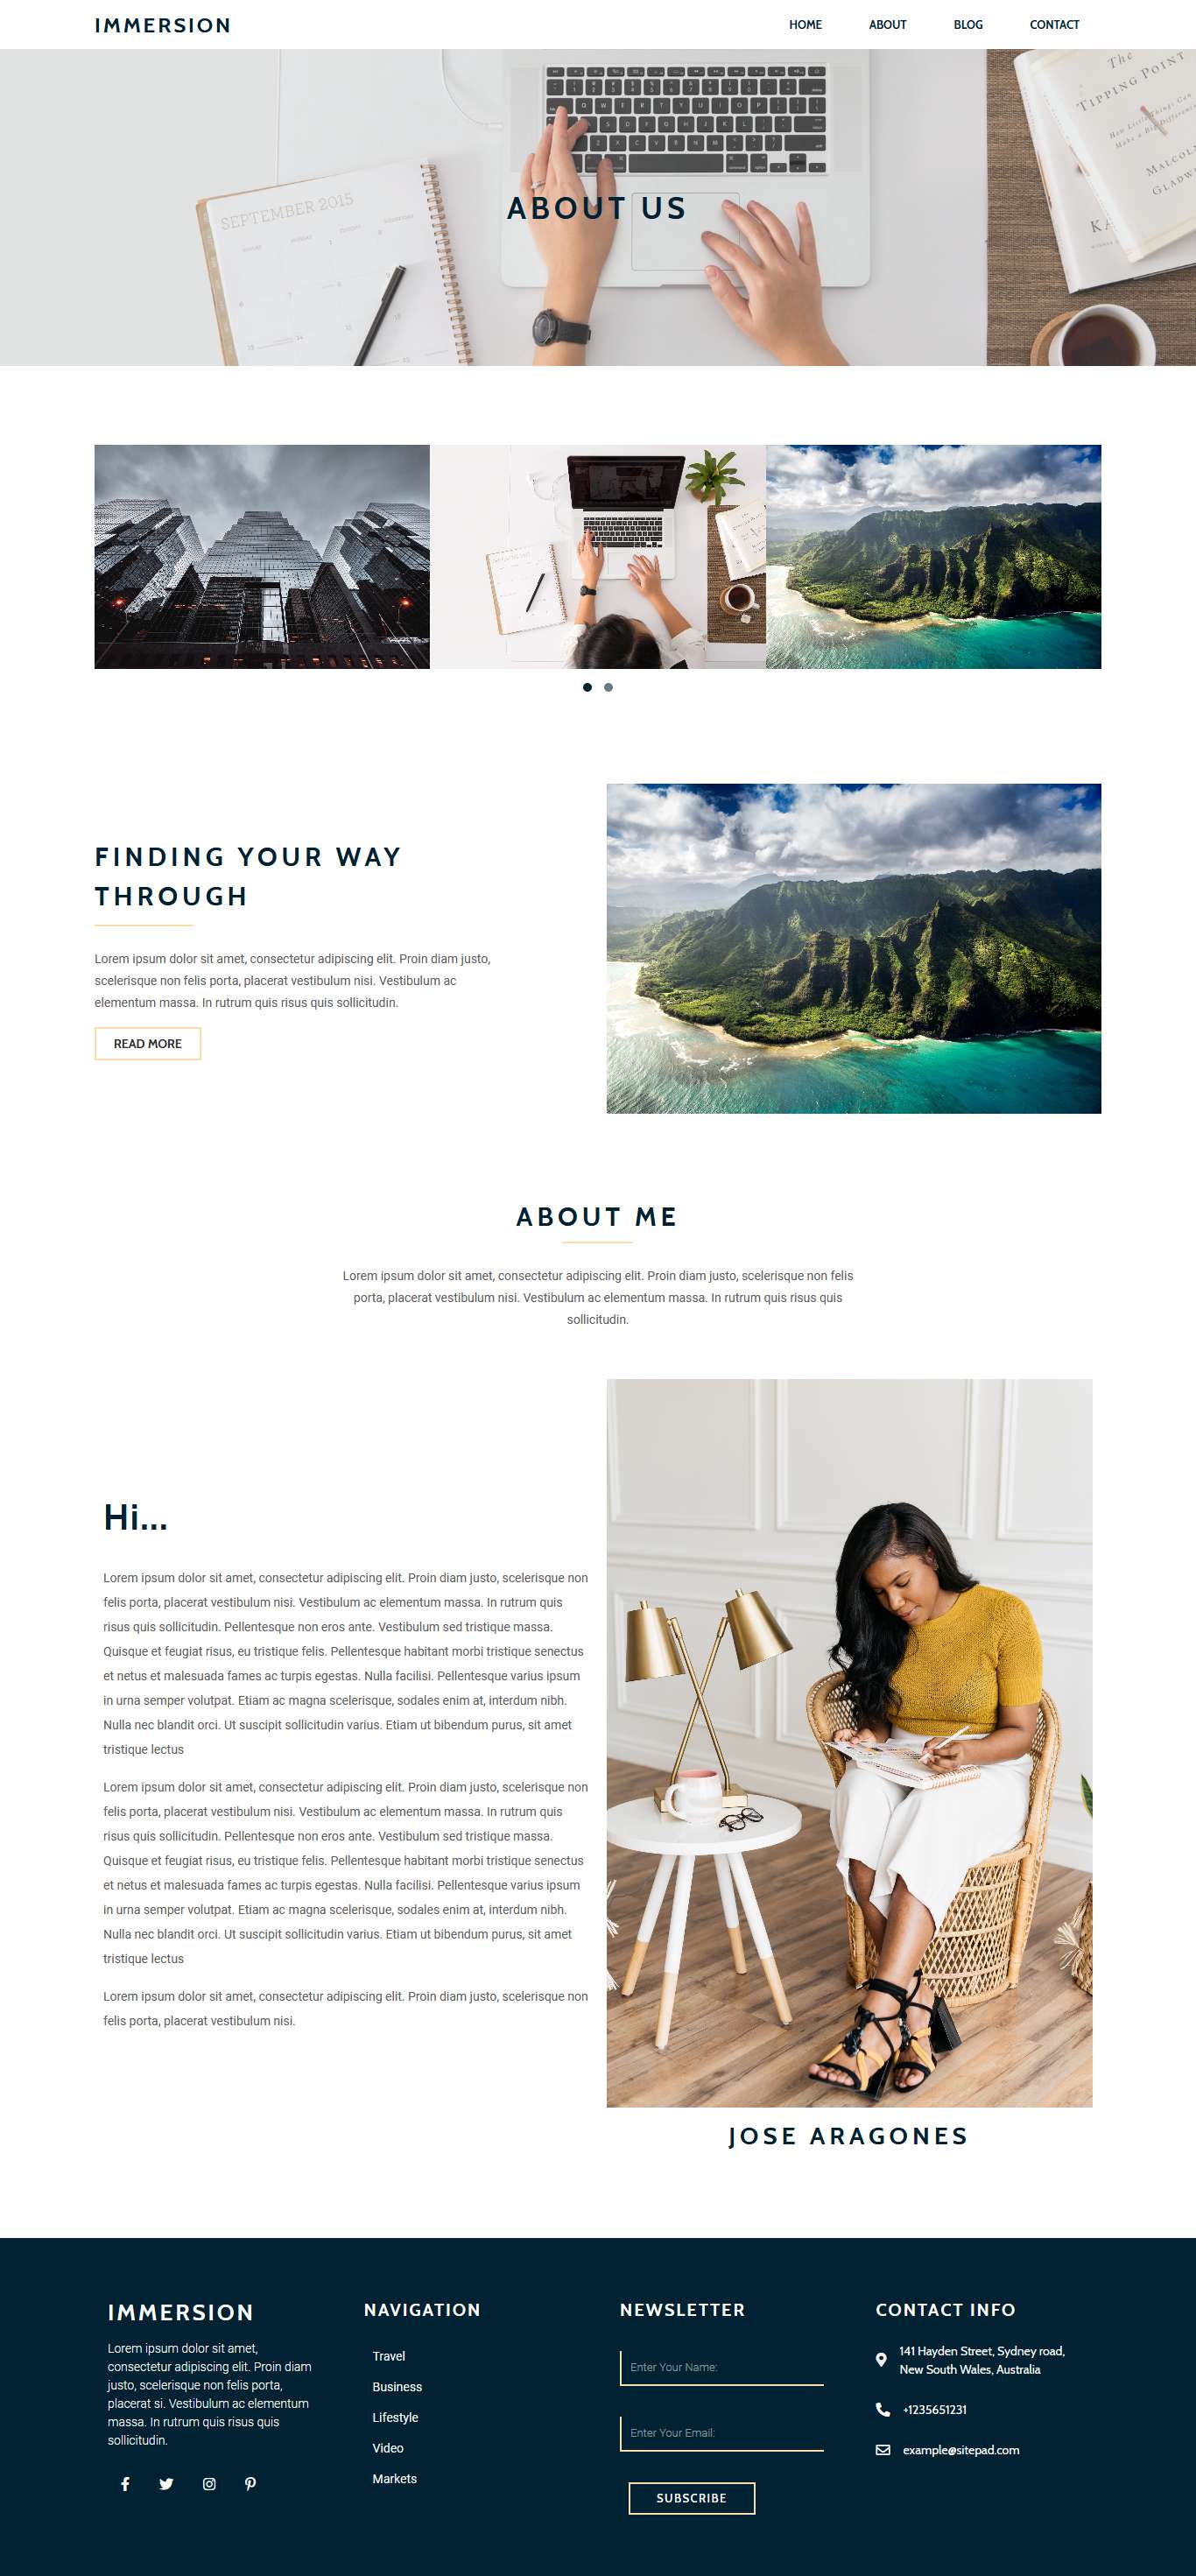 IMMERSION
HOME ABOUT BLOG CONTACT
The
TIPPING POINT
How Little Things Can
Make a Big Difference
MALCOLM
GLADW
SEPTEMBER 2015
ABOUT US
KA
FINDING YOUR WAY
THROUGH
Lorem ipsum dolor sit amet, consectetur adipiscing elit. Proin diam justo,
scelerisque non felis porta, placerat vestibulum nisi. Vestibulum ac
elementum massa. In rutrum quis risus quis sollicitudin.
READ MORE
ABOUT ME
Lorem ipsum dolor sit amet, consectetur adipiscing elit. Proin diam justo, scelerisque non felis
porta, placerat vestibulum nisi. Vestibulum ac elementum massa. In rutrum quis risus quis
sollicitudin.
Hi...
Lorem ipsum dolor sit amet, consectetur adipiscing elit. Proin diam justo, scelerisque non
felis porta, placerat vestibulum nisi. Vestibulum ac elementum massa. In rutrum quis
risus quis sollicitudin. Pellentesque non eros ante. Vestibulum sed tristique massa.
Quisque et feugiat risus, eu tristique felis. Pellentesque habitant morbi tristique senectus
et netus et malesuada fames ac turpis egestas. Nulla facilisi. Pellentesque varius ipsum
in urna semper volutpat. Etiam ac magna scelerisque, sodales enim at, interdum nibh.
Nulla nec blandit orci. Ut suscipit sollicitudin varius. Etiam ut bibendum purus, sit amet
tristique lectus
Lorem ipsum dolor sit amet, consectetur adipiscing elit. Proin diam justo, scelerisque non
felis porta, placerat vestibulum nisi. Vestibulum ac elementum massa. In rutrum quis
risus quis sollicitudin. Pellentesque non eros ante. Vestibulum sed tristique massa.
Quisque et feugiat risus, eu tristique felis. Pellentesque habitant morbi tristique senectus
et netus et malesuada fames ac turpis egestas. Nulla facilisi. Pellentesque varius ipsum
in urna semper volutpat. Etiam ac magna scelerisque, sodales enim at, interdum nibh.
Nulla nec blandit orci. Ut suscipit sollicitudin varius. Etiam ut bibendum purus, sit amet
tristique lectus
Lorem ipsum dolor sit amet, consectetur adipiscing elit. Proin diam justo, scelerisque non
felis porta, placerat vestibulum nisi.
JOSE ARAGONES
IMMERSION
Lorem ipsum dolor sit amet,
consectetur adipiscing elit. Proin diam
justo, scelerisque non felis porta,
placerat si. Vestibulum ac elementum
massa. In rutrum quis risus quis
sollicitudin.
NAVIGATION
Travel
Business
Lifestyle
Video
Markets
NEWSLETTER
Enter Your Name:
Enter Your Email:
SUBSCRIBE
CONTACT INFO
141 Hayden Street, Sydney road,
New South Wales, Australia
+1235651231
example@sitepad.com